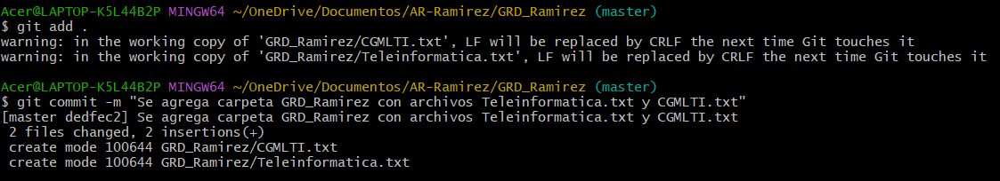 Acer@LAPTOP-K5L44B2P MINGW64 ~/OneDrive/Documentos/AR-Ramirez/GRD_Ramirez (master)
$ git add .
warning: in the working copy of 'GRD_Ramirez/CGMLTI.txt', LF will be replaced by CRLF the next time Git touches it
warning: in the working copy of 'GRD_Ramirez/Teleinformatica.txt', LF will be replaced by CRLF the next time Git touches it
Acer@LAPTOP-K5L44B2P MINGW64 ~/OneDrive/Documentos/AR-Ramirez/GRD_Ramirez (master)
$ git commit -m "Se agrega carpeta GRD_Ramirez con archivos Teleinformatica.txt y CGMLTI.txt"
[master dedfec2] Se agrega carpeta GRD_Ramirez con archivos Teleinformatica.txt y CGMLTI.txt
 2 files changed, 2 insertions(+)
 create mode 100644 GRD_Ramirez/CGMLTI.txt
 create mode 100644 GRD_Ramirez/Teleinformatica.txt